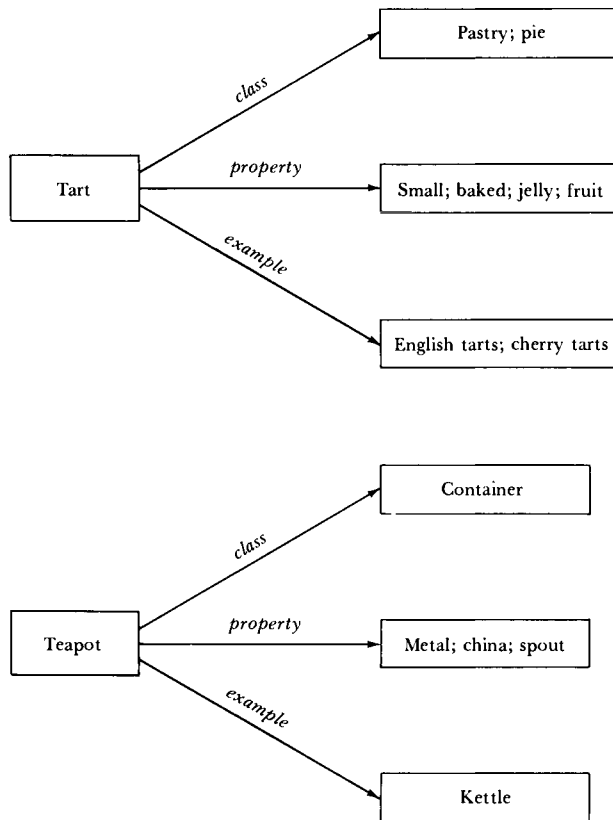 Pastry; pie
class
Tart
property
Small; baked; jelly; fruit
example
English tarts; cherry tarts
Container
class
Teapot
property
Metal; china; spout
example
Kettle